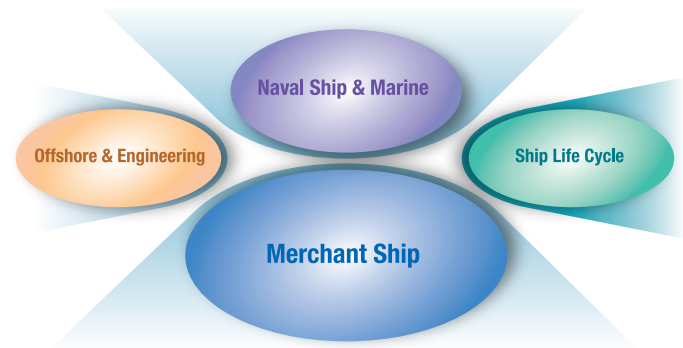 Naval Ship & Marine
Offshore & Engineering
Ship Life Cycle
Merchant Ship